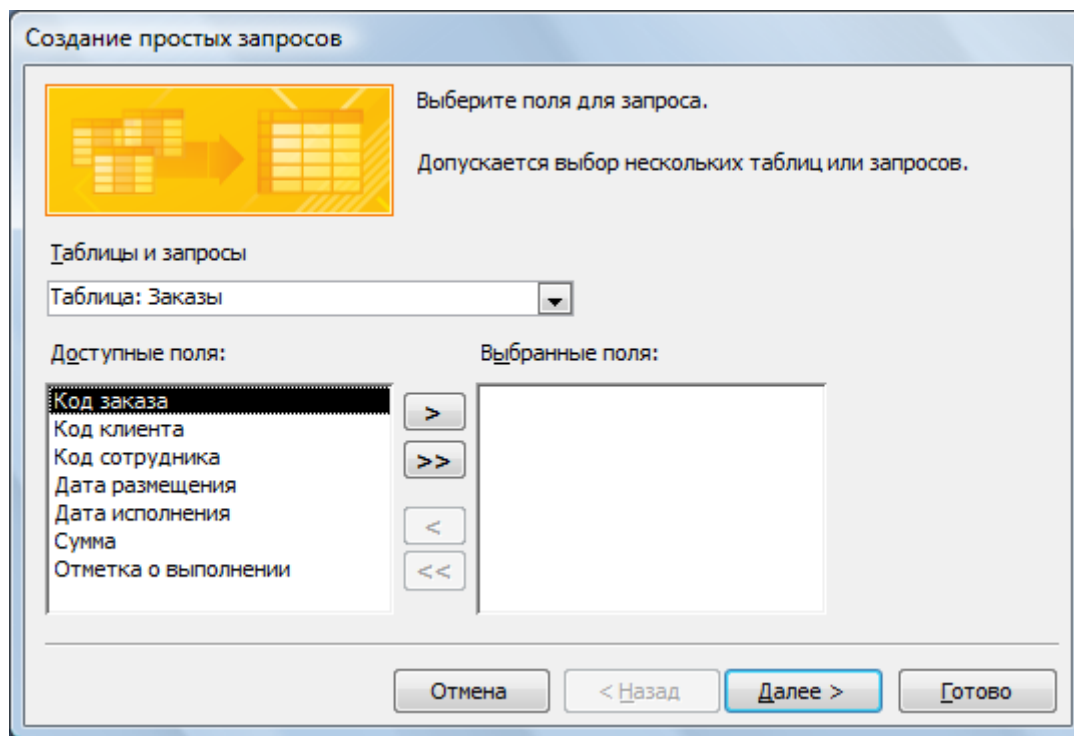 Создание простых запросов
Выберите поля для запроса.
Допускается выбор нескольких таблиц или запросов.
Таблицы и запросы
Таблица: Заказы
Доступные поля:
Выбранные поля:
Код заказа
Код клиента
Код сотрудника
Дата размещения
Дата исполнения
Сумма
Отметка о выполнении
>
>>
<
<<
Отмена
< Назад
Далее >
Готово